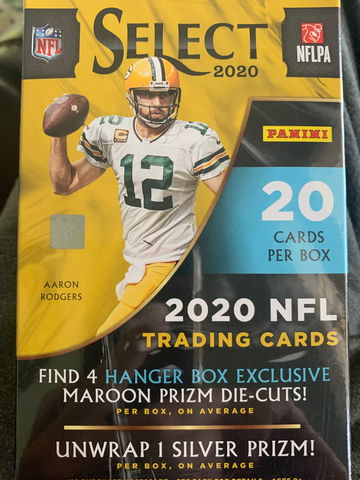 NFL
SELECT
2020
NFLPA
PANINI
12
20
CARDS
PER BOX
AARON
RODGERS
2020 NFL
TRADING CARDS
FIND 4 HANGER BOX EXCLUSIVE
MAROON PRIZM DIE-CUTS!
PER BOX, ON AVERAGE
UNWRAP 1 SILVER PRIZM!
PER BOX, ON AVERAGE